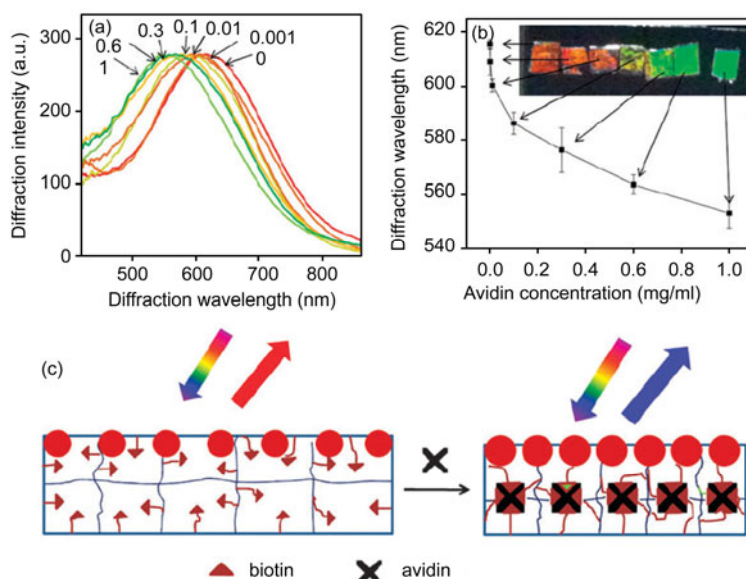 (a)
0.6
0.3
0.1
0.01
0.001
1
0
300
200
100
0
Diffraction intensity (a.u.)
500
600
700
800
Diffraction wavelength (nm)
(b)
620
600
580
560
540
Diffraction wavelength (nm)
0.0
0.2
0.4
0.6
0.8
1.0
Avidin concentration (mg/ml)
(c)
biotin
avidin